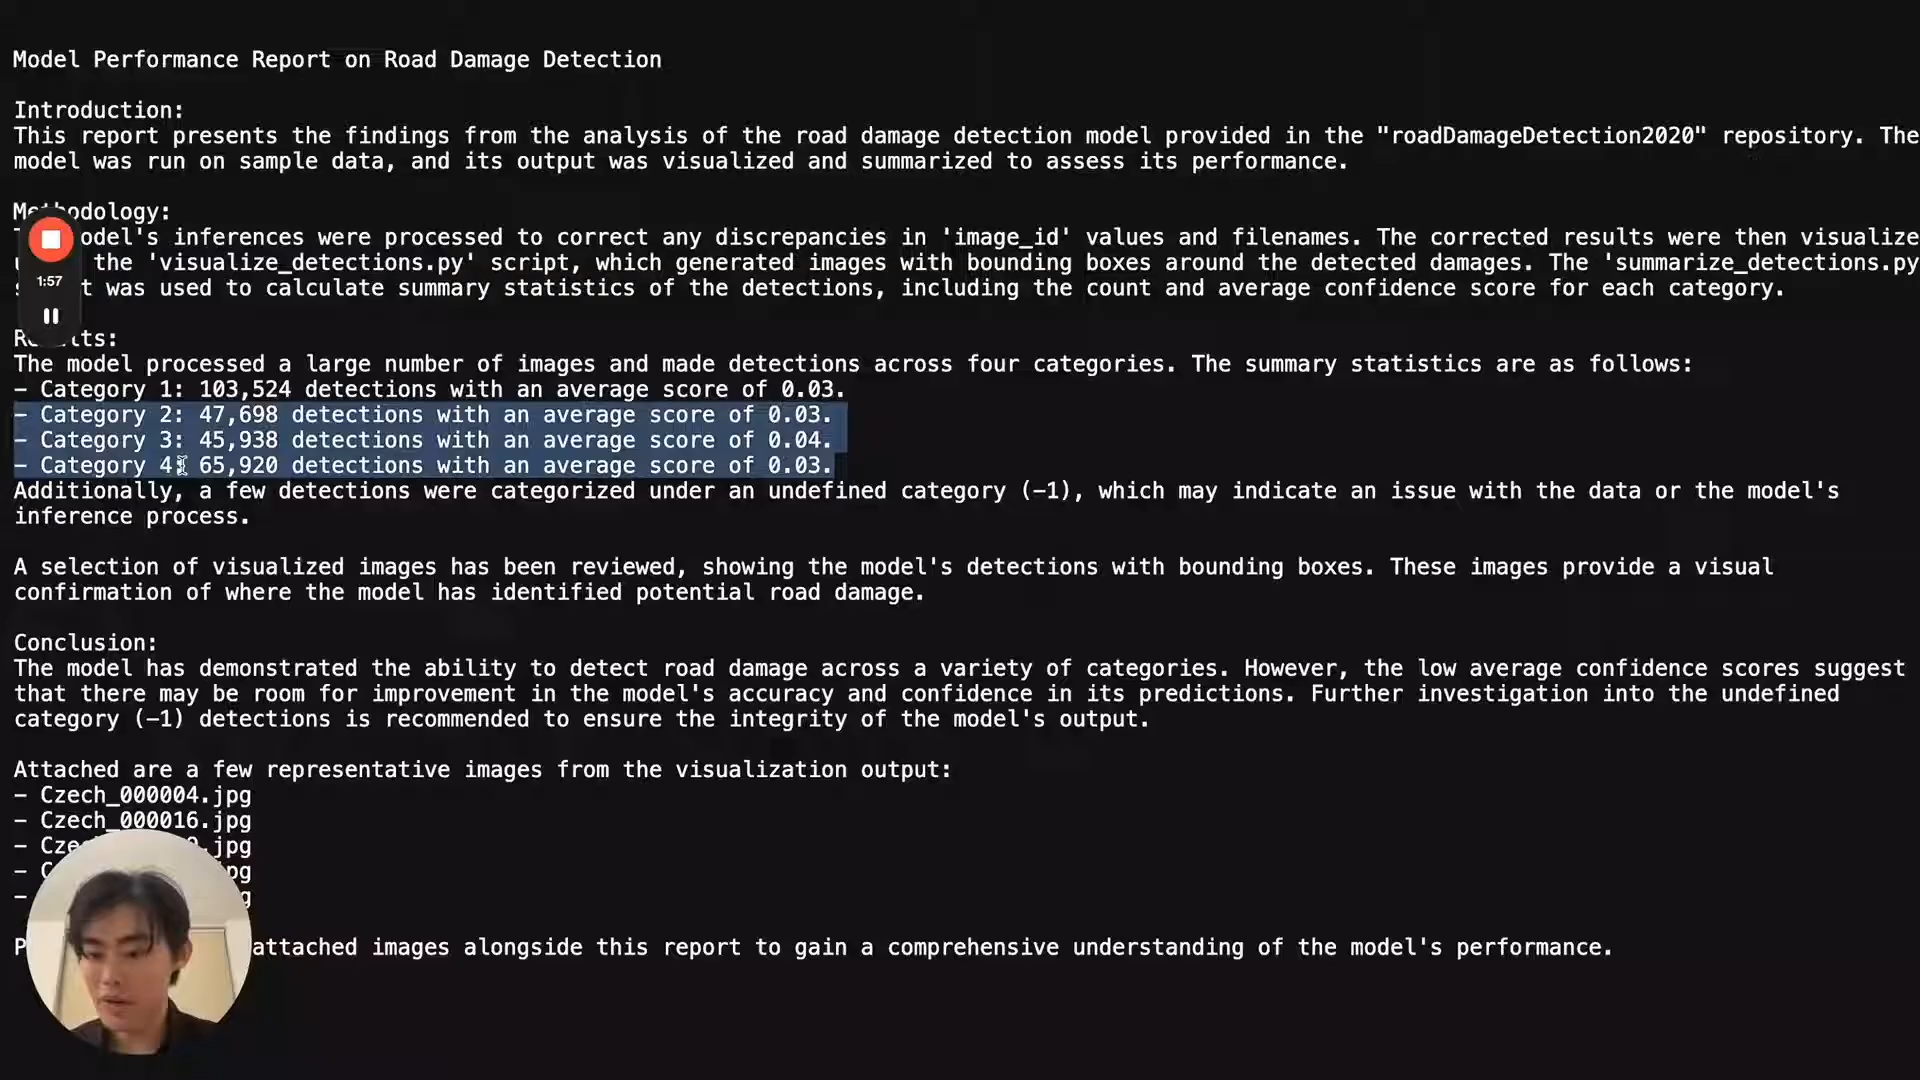 Model Performance Report on Road Damage Detection
Introduction:
This report presents the findings from the analysis of the road damage detection model provided in the "roadDamageDetection2020" repository. The
model was run on sample data, and its output was visualized and summarized to assess its performance.
Methodology:
model's inferences were processed to correct any discrepancies in 'image_id' values and filenames. The corrected results were then visualize
the 'visualize_detections.py' script, which generated images with bounding boxes around the detected damages. The 'summarize_detections.py
1:57
was used to calculate summary statistics of the detections, including the count and average confidence score for each category.
Results:
The model processed a large number of images and made detections across four categories. The summary statistics are as follows:
- Category 1: 103,524 detections with an average score of 0.03.
- Category 2: 47,698 detections with an average score of 0.03.
- Category 3: 45,938 detections with an average score of 0.04.
- Category 4: 65,920 detections with an average score of 0.03.
Additionally, a few detections were categorized under an undefined category (-1), which may indicate an issue with the data or the model's
inference process.
A selection of visualized images has been reviewed, showing the model's detections with bounding boxes. These images provide a visual
confirmation of where the model has identified potential road damage.
Conclusion:
The model has demonstrated the ability to detect road damage across a variety of categories. However, the low average confidence scores suggest
that there may be room for improvement in the model's accuracy and confidence in its predictions. Further investigation into the undefined
category (-1) detections is recommended to ensure the integrity of the model's output.
Attached are a few representative images from the visualization output:
- Czech_000004.jpg
- Czech_000016.jpg
attached images alongside this report to gain a comprehensive understanding of the model's performance.